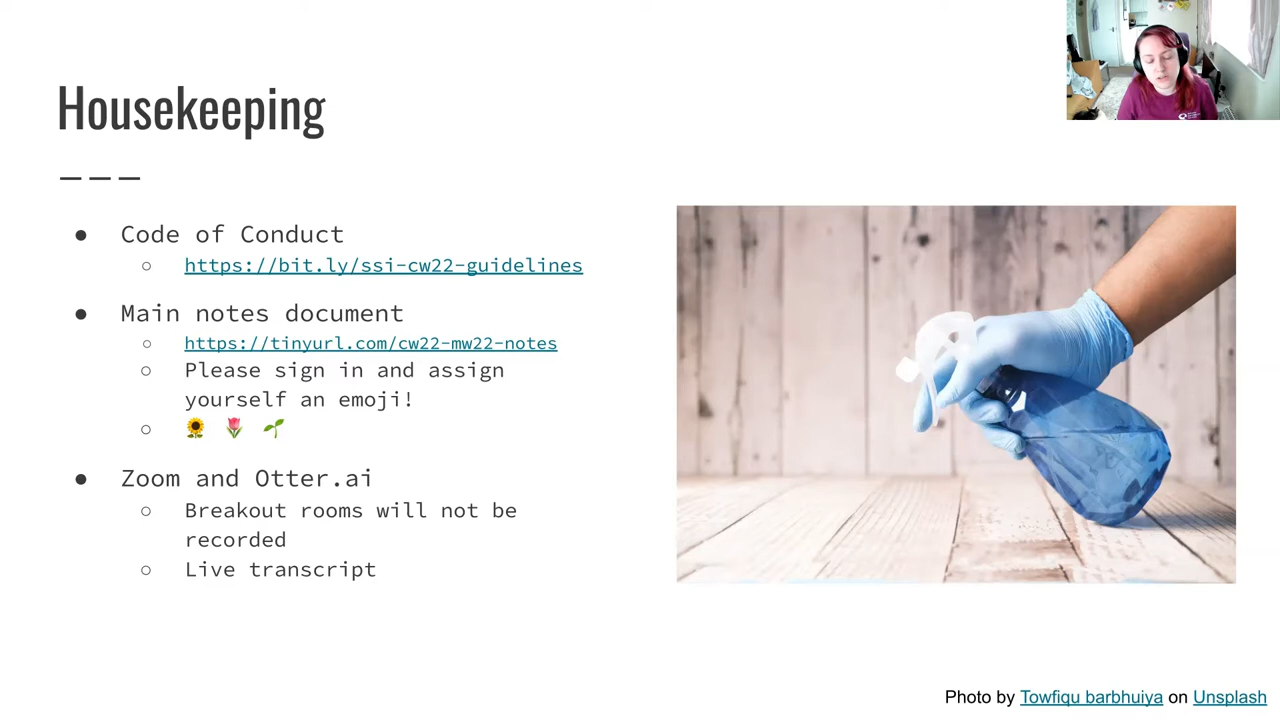 Housekeeping
● Code of Conduct
○ https://bit.ly/ssi-cw22-guidelines
● Main notes document
○ https://tinyurl.com/cw22-mw22-notes
○ Please sign in and assign
yourself an emoji!
○ 🌻 🌷 🌱
● Zoom and Otter.ai
○ Breakout rooms will not be
recorded
○ Live transcript
Photo by Towfiqu barbhuiya on Unsplash